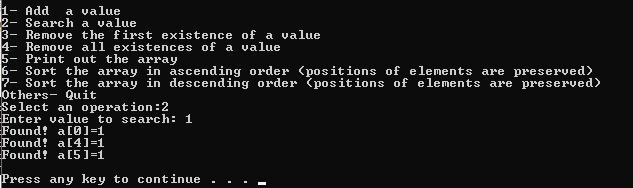 1- Add  a value
2- Search a value
3- Remove the first existence of a value
4- Remove all existences of a value
5- Print out the array
6- Sort the array in ascending order (positions of elements are preserved)
7- Sort the array in descending order (positions of elements are preserved)
Others- Quit
Select an operation:2
Enter value to search: 1
Found! a[0]=1
Found! a[4]=1
Found! a[5]=1
Press any key to continue . . .